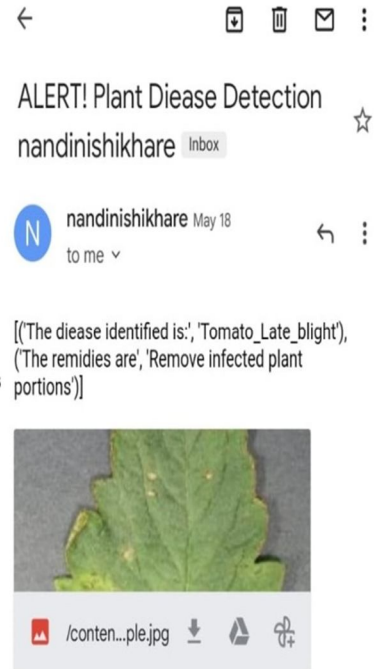 ALERT! Plant Diease Detection
nandinishikhare Inbox
N
nandinishikhare May 18
to me
[('The diease identified is:', 'Tomato_Late_blight'),
('The remidies are', 'Remove infected plant
portions')]
/conten...ple.jpg